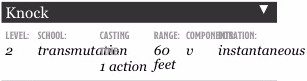 Knock ▼
LEVEL: SCHOOL: CASTING RANGE: COMPONENTS: DURATION:
2 transmutation 60 v instantaneous
1 action feet